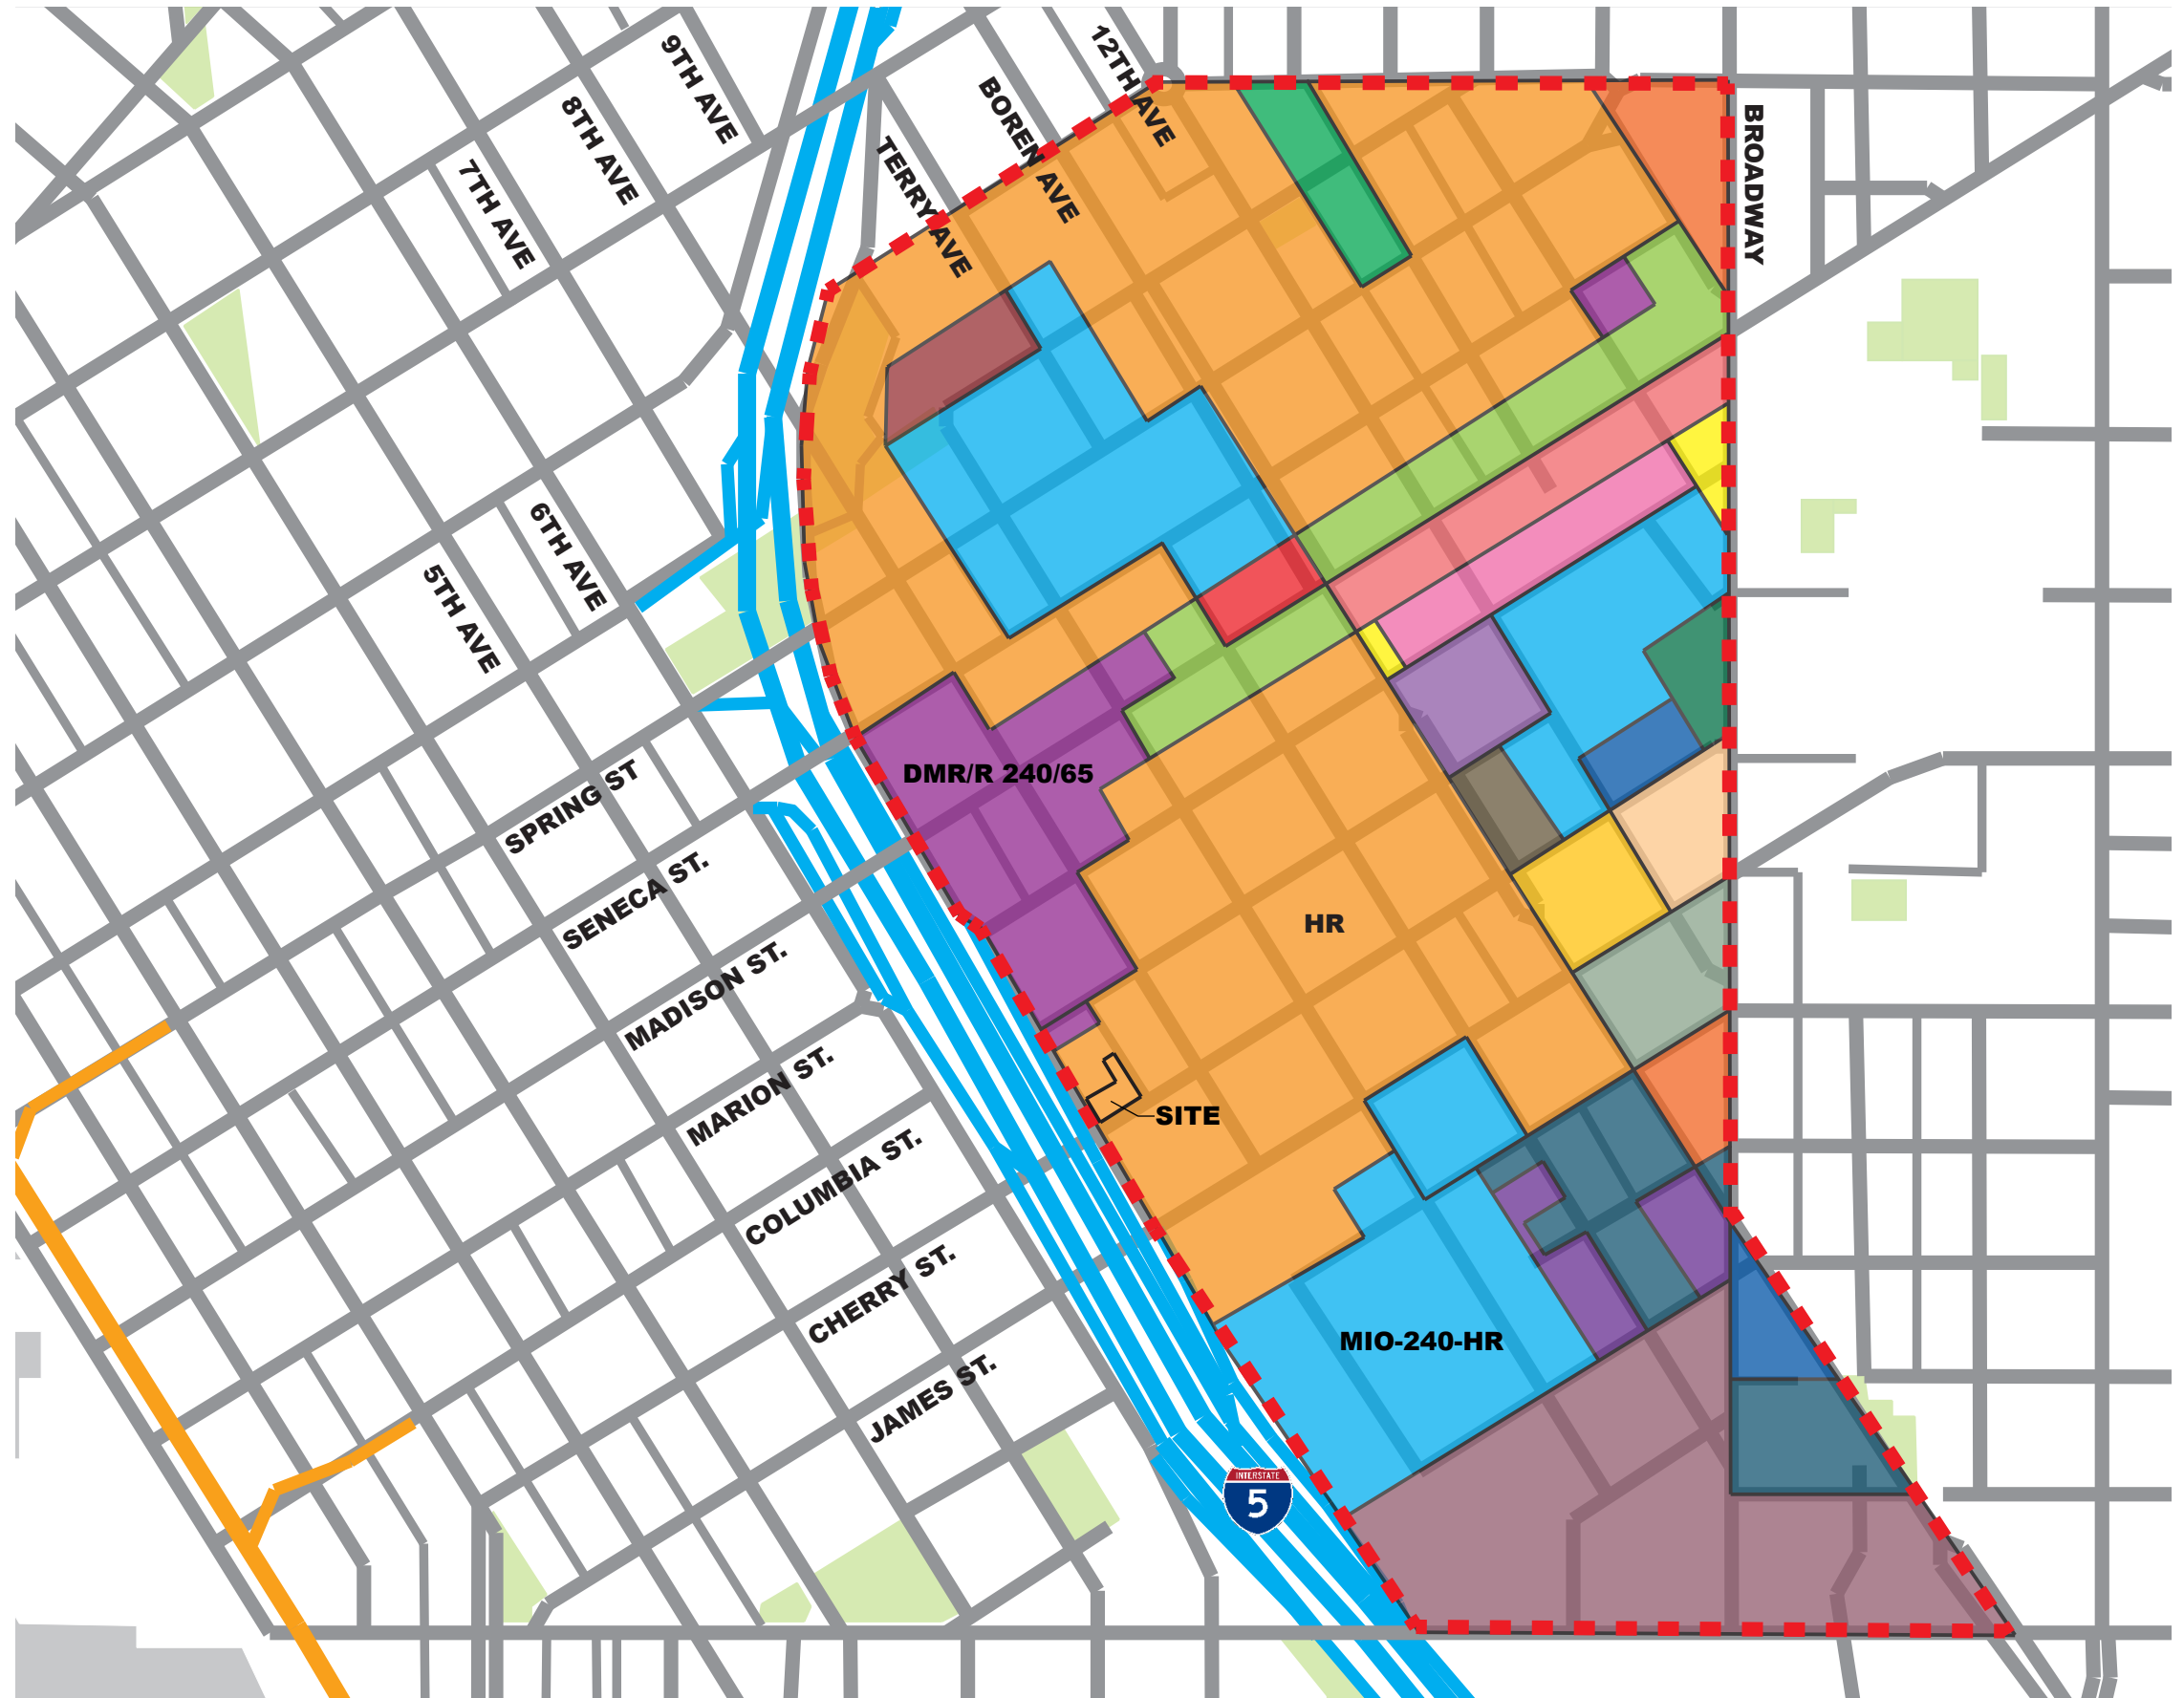 9TH AVE
12TH AVE
8TH AVE
BOREN AVE
BROADWAY
7TH AVE
TERRY AVE
6TH AVE
5TH AVE
SPRING ST
DMR/R 240/65
SENECA ST.
HR
MADISON ST.
MARION ST.
SITE
COLUMBIA ST.
CHERRY ST.
MIO-240-HR
JAMES ST.
INTERSTATE
5